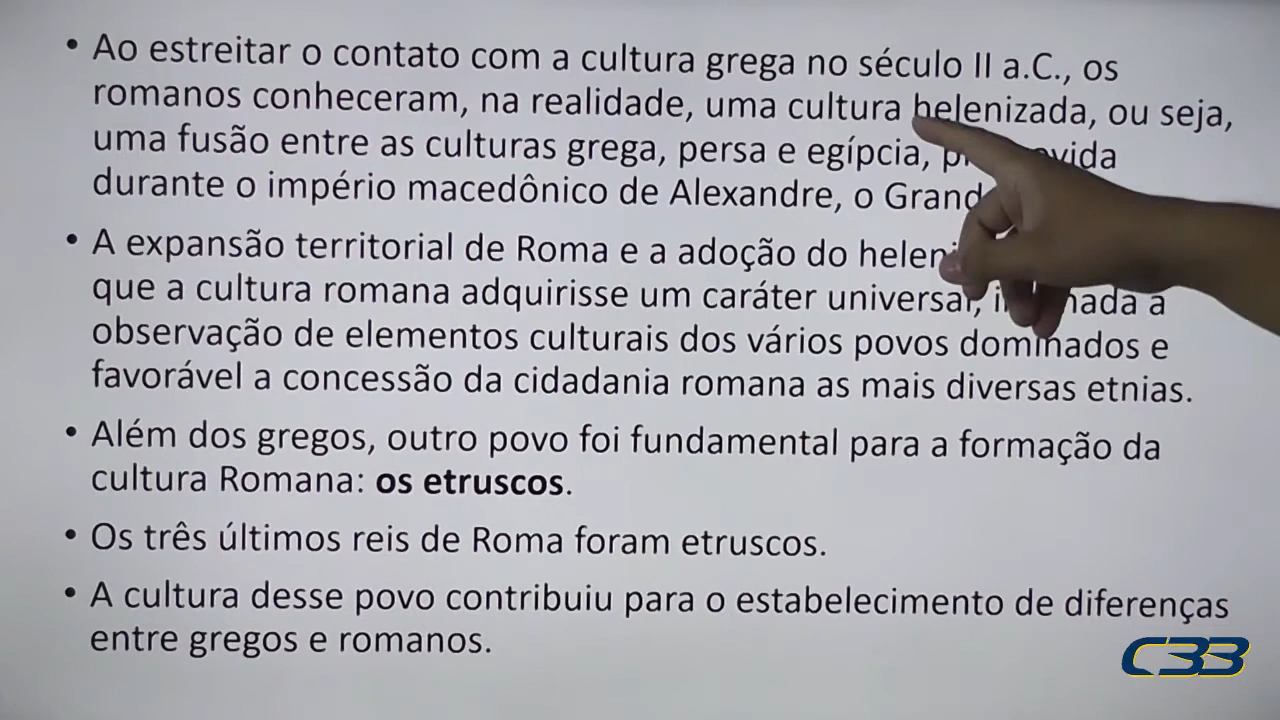 • Ao estreitar o contato com a cultura grega no século II a.C., os
romanos conheceram, na realidade, uma cultura helenizada, ou seja,
uma fusão entre as culturas grega, persa e egípcia,
durante o império macedônico de Alexandre, o Grand
• A expansão territorial de Roma e a adoção do
que a cultura romana adquirisse um caráter universal, a
observação de elementos culturais dos vários povos dominados e
favorável a concessão da cidadania romana as mais diversas etnias.
• Além dos gregos, outro povo foi fundamental para a formação da
cultura Romana: os etruscos.
• Os três últimos reis de Roma foram etruscos.
• A cultura desse povo contribuiu para o estabelecimento de diferenças
entre gregos e romanos.
C33